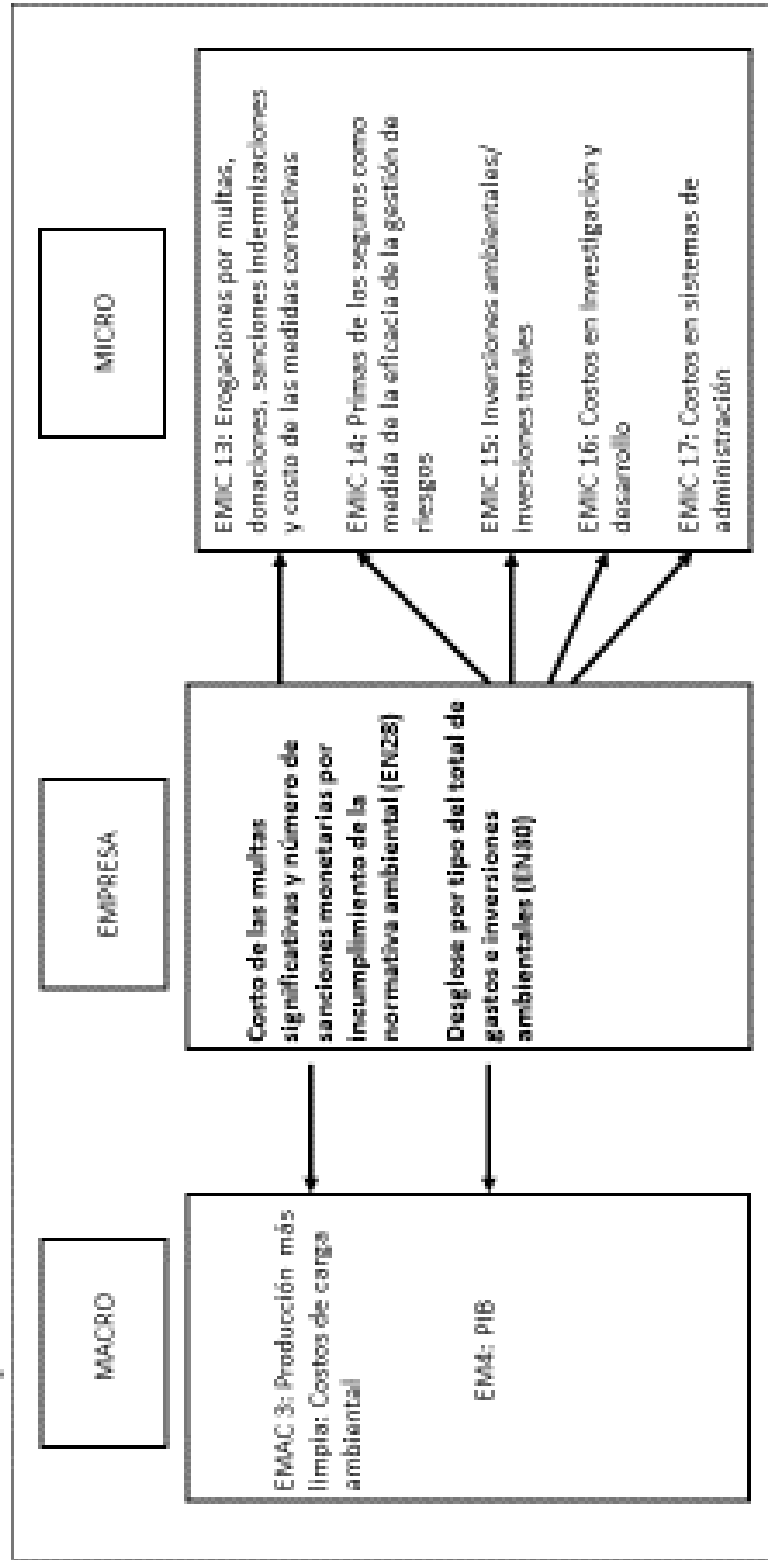 MACRO
EMAC 3: Producción más
limpia: Costos de carga
ambiental
EM4: PIB
EMPRESA
Costo de las multas
significativas y número de
sanciones monetarias por
incumplimiento de la
normativa ambiental (EN28)
Desglose por tipo del total de
gastos e inversiones
ambientales (EN30)
MICRO
EMIC 13: Erogaciones por multas,
donaciones, sanciones indemnizaciones
y costo de las medidas correctivas
EMIC 14: Primas de los seguros como
medida de la eficacia de la gestión de
riesgos
EMIC 15: Inversiones ambientales/
inversiones totales
EMIC 16: Costos en investigación y
desarrollo
EMIC 17: Costos en sistemas de
administración